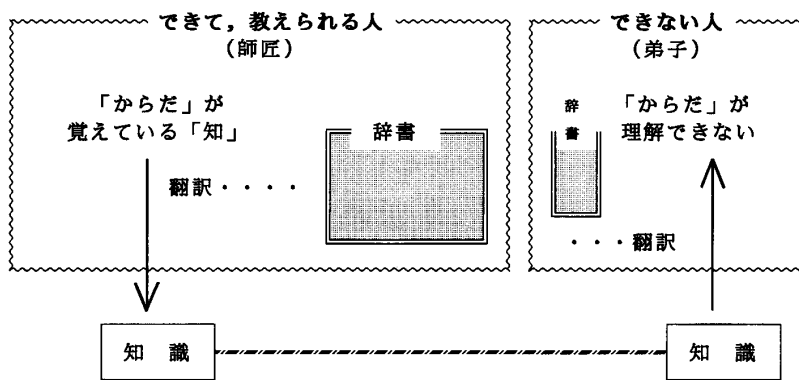 できて，教えられる人
（師匠）
「からだ」が
覚えている「知」
辞書
翻訳・・・・
知　識
できない人
（弟子）
辞
書
「からだ」が
理解できない
・・・翻訳
知　識